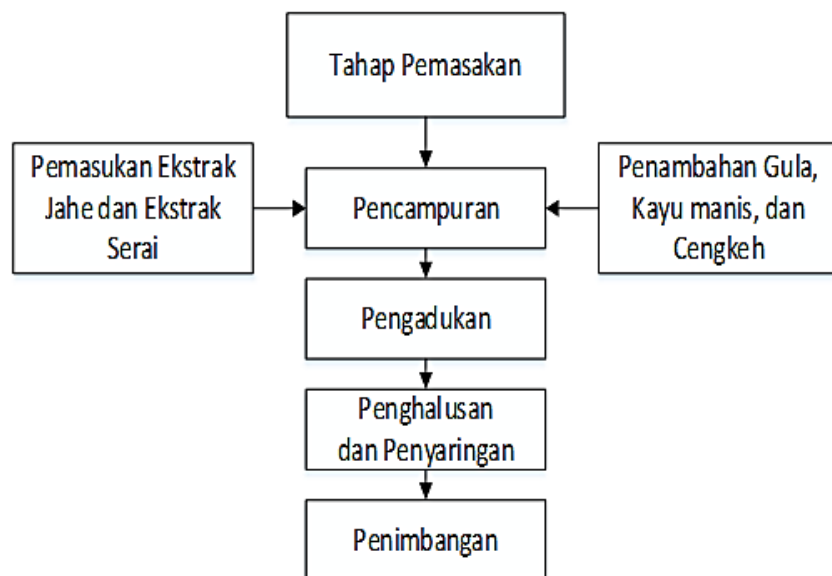 Tahap Pemasakan
Pemasukan Ekstrak
Jahe dan Ekstrak
Serai
Pencampuran
Penambahan Gula,
Kayu manis, dan
Cengkeh
Pengadukan
Penghalusan
dan Penyaringan
Penimbangan